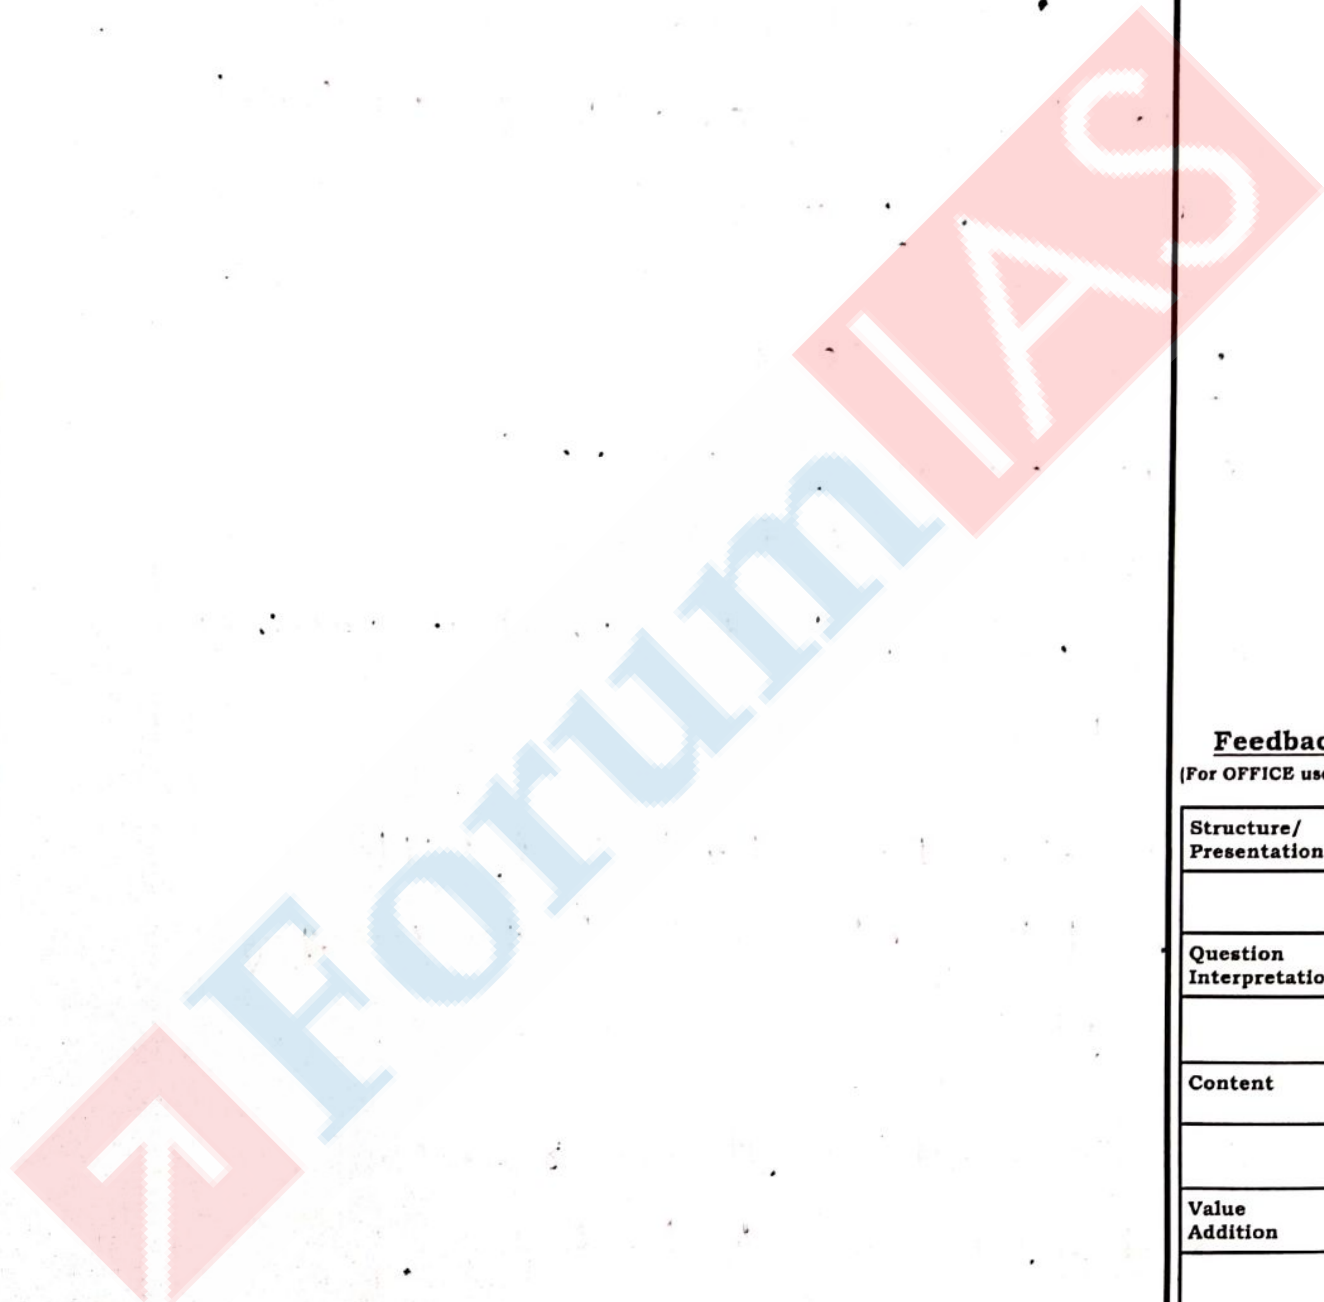 ForumIAS
Feedbac
(For OFFICE us
Structure/
Presentation
Question
Interpretatio
Content
Value
Addition